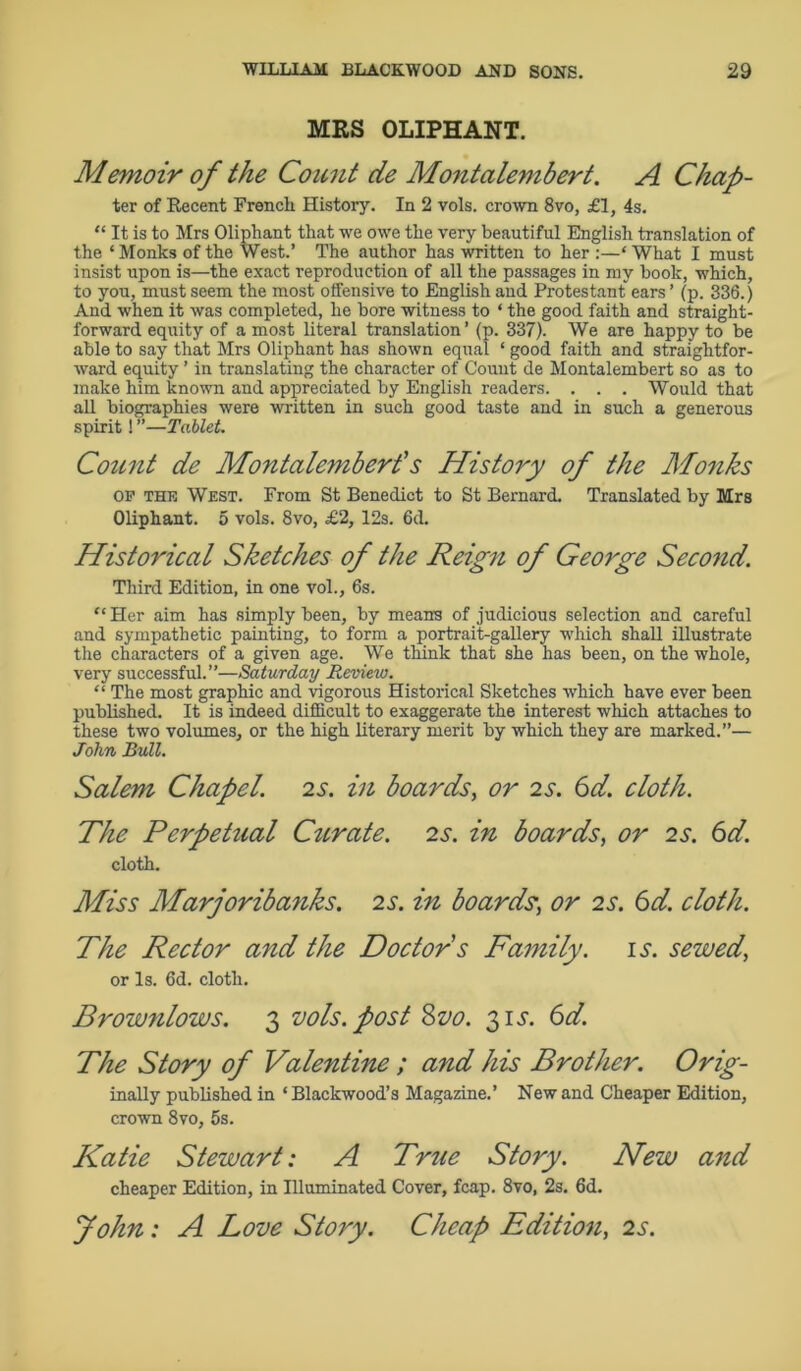 WILLIAM BLACKWOOD AND SONS. 29
MRS OLIPHANT.
Memoir of the Count de Montalembert. A Chap-
ter of Recent French History. In 2 vols. crown 8vo, £1, 4s.
“ It is to Mrs Oliphant that we owe the very beautiful English translation of
the ‘ Monks of the West.’ The author has written to her :—‘ What I must
insist upon is—the exact reproduction of all the passages in my book, which,
to you, must seem the most offensive to English and Protestant ears ’ (p. 336.)
And when it was completed, he bore witness to ‘ the good faith and straight-
forward equity of a most literal translation ’ (p. 337). We are happy to be
able to say that Mrs Oliphant has shown equal ‘ good faith and straightfor-
ward equity ’ in translating the character of Count de Montalembert so as to
make him known and appreciated by English readers. . . . Would that
all biographies were written in such good taste and in such a generous
spirit ! ”—Tablet.
Count de Montalembert's History of the Monks
OF THE WEST. From St Benedict to St Bernard. Translated by Mrs
Oliphant. 5 vols. 8vo, £2, 12s. 6d.
Historical Sketches of the Reign of George Second.
Third Edition, in one vol., 6s.
“ Her aim has simply been, by means of judicious selection and careful
and sympathetic painting, to form a portrait-gallery which shall illustrate
the characters of a given age. We think that she has been, on the whole,
very successful.”—Saturday Review.
“ The most graphic and vigorous Historical Sketches which have ever been
published. It is indeed difficult to exaggerate the interest which attaches to
these two volumes, or the high literary merit by which they are marked.”—
John Bull.
Salem Chapel. 2s. in boards, or 2s. 6d. cloth.
The Perpetual Curate. 2s. in boards, or 2s. 6d.
cloth.
Miss Marjoribanks. 2s. in boards, or 2s. 6d. cloth.
The Rector and the Doctor's Family. 1s. sewed,
or 1s. 6d. cloth.
Brownlows. 3 vols. post 8vo. 31s. 6d.
The Story of Valentine ; and his Brother. Orig-
inally published in ‘ Blackwood’s Magazine.’ New and Cheaper Edition,
crown 8vo, 5s.
Katie Stewart: A True Story. New and
cheaper Edition, in Illuminated Cover, fcap. 8vo, 2s. 6d.
John : A Love Story. Cheap Edition, 2s.